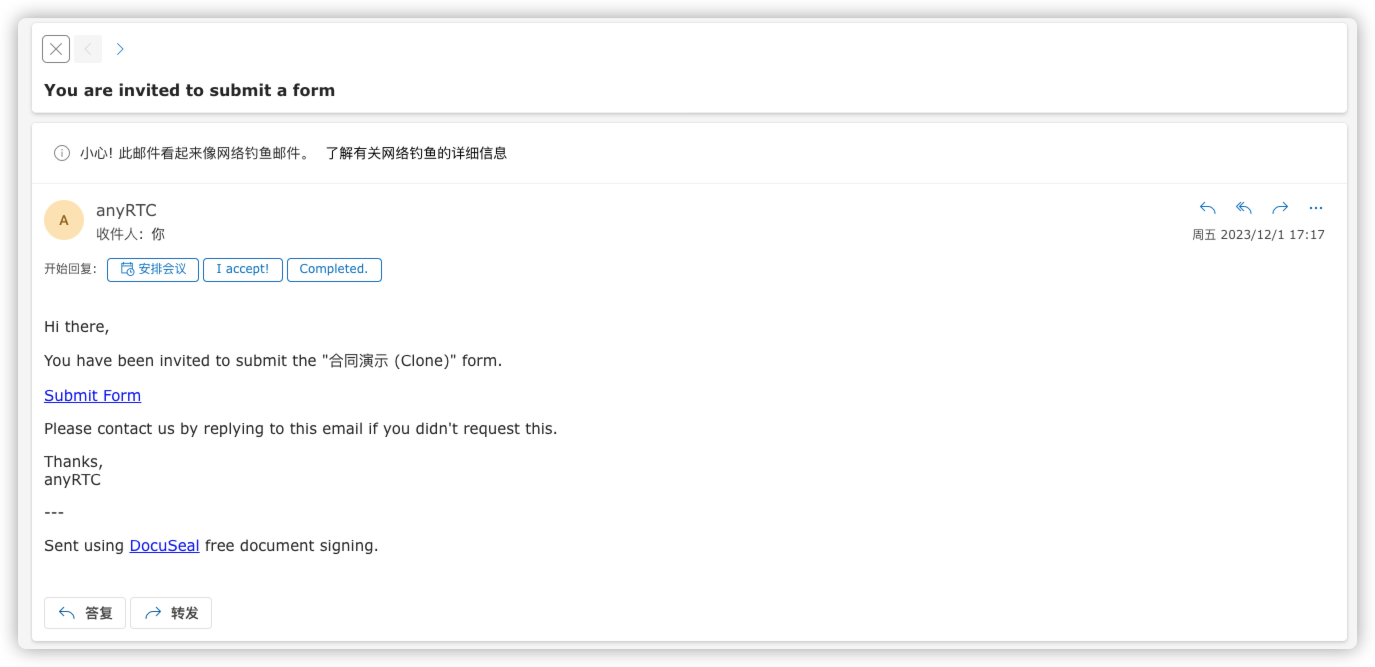 You are invited to submit a form
小心! 此邮件看起来像网络钓鱼邮件。 了解有关网络钓鱼的详细信息
A
anyRTC
收件人: 你
周五 2023/12/1 17:17
开始回复: 安排会议 I accept! Completed.
Hi there,
You have been invited to submit the "合同演示 (Clone)" form.
Submit Form
Please contact us by replying to this email if you didn't request this.
Thanks,
anyRTC
---
Sent using DocuSeal free document signing.
答复 转发